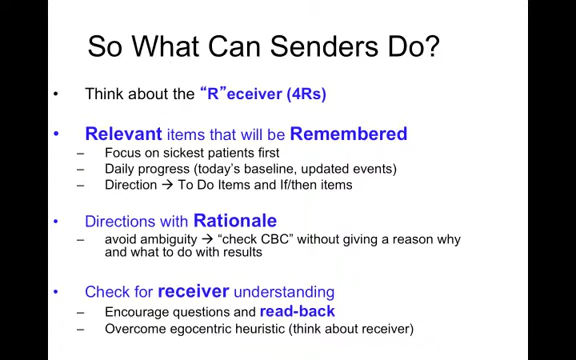 So What Can Senders Do?
• Think about the “R”eceiver (4Rs)
• Relevant items that will be Remembered
– Focus on sickest patients first
– Daily progress (today’s baseline, updated events)
– Direction → To Do Items and If/then items
• Directions with Rationale
– avoid ambiguity → “check CBC” without giving a reason why
and what to do with results
• Check for receiver understanding
– Encourage questions and read-back
– Overcome egocentric heuristic (think about receiver)